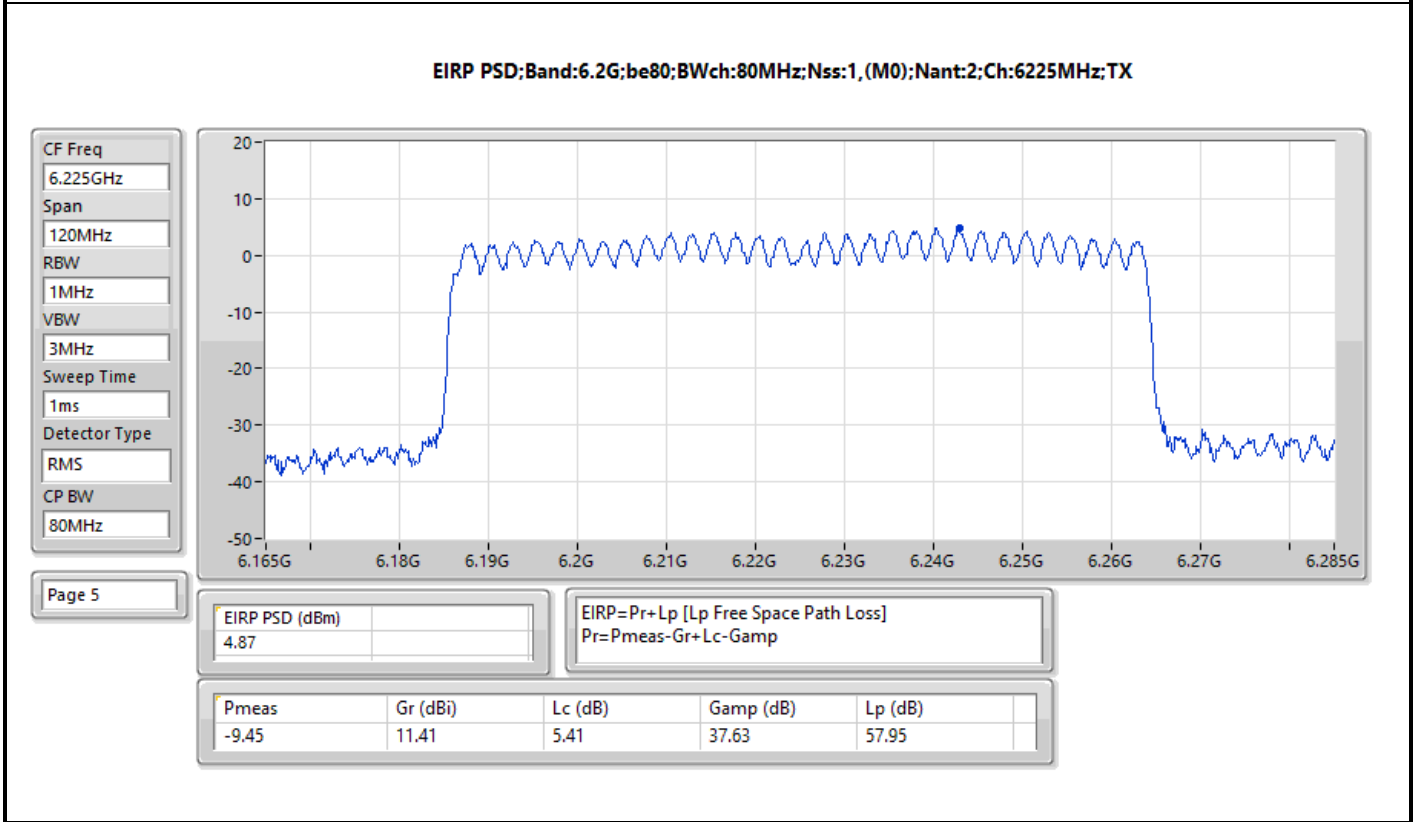 EIRP PSD;Band:6.2G;be80;BWch:80MHz;Nss:1,(M0);Nant:2;Ch:6225MHz;TX
CF Freq
6.225GHz
Span
120MHz
RBW
1MHz
VBW
3MHz
Sweep Time
1ms
Detector Type
RMS
CP BW
80MHz
Page 5
20
10
0
-10
-20
-30
-40
-50
6.165G 6.18G 6.19G 6.2G 6.21G 6.22G 6.23G 6.24G 6.25G 6.26G 6.27G 6.285G
EIRP PSD (dBm)
4.87
EIRP=Pr+Lp [Lp Free Space Path Loss]
Pr=Pmeas-Gr+Lc-Gamp
Pmeas Gr (dBi) Lc (dB) Gamp (dB) Lp (dB)
-9.45 11.41 5.41 37.63 57.95